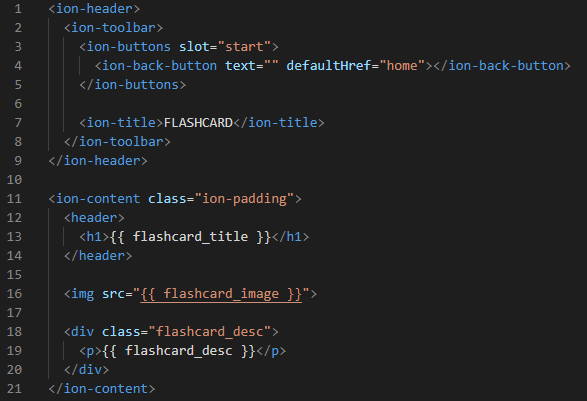 1 <ion-header>
2   <ion-toolbar>
3     <ion-buttons slot="start">
4       <ion-back-button text="" defaultHref="home"></ion-back-button>
5     </ion-buttons>
6
7     <ion-title>FLASHCARD</ion-title>
8   </ion-toolbar>
9 </ion-header>
10
11 <ion-content class="ion-padding">
12   <header>
13     <h1>{{ flashcard_title }}</h1>
14   </header>
15
16   <img src="{{ flashcard_image }}">
17
18   <div class="flashcard_desc">
19     <p>{{ flashcard_desc }}</p>
20   </div>
21 </ion-content>